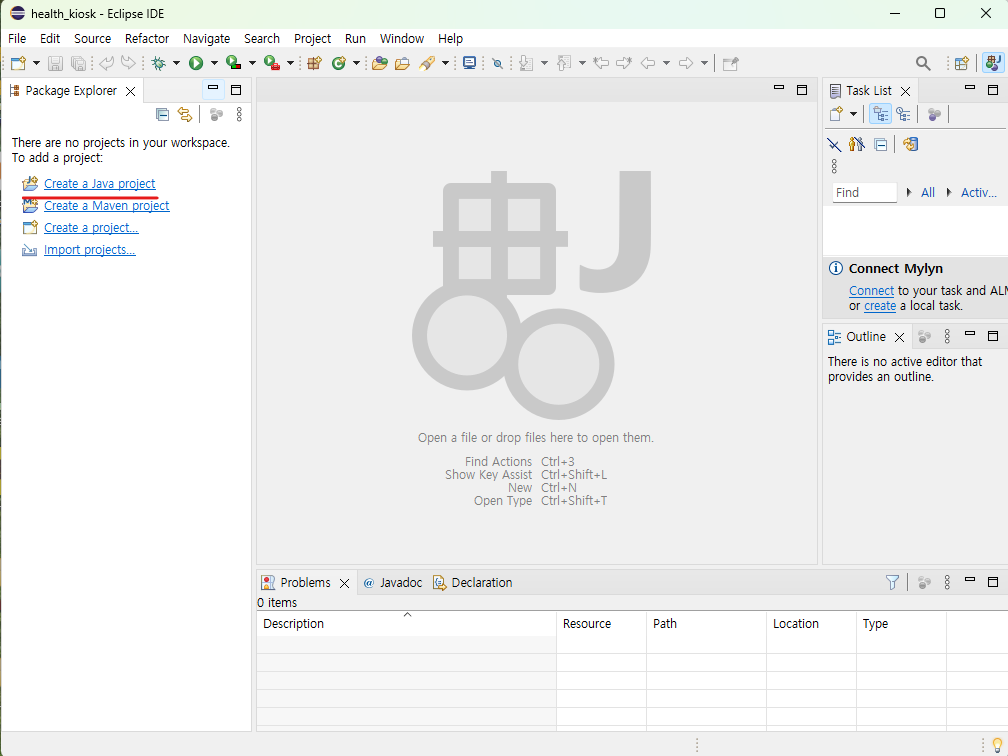 health_kiosk - Eclipse IDE
File Edit Source Refactor Navigate Search Project Run Window Help
Package Explorer
There are no projects in your workspace.
To add a project:
Create a Java project
Create a Maven project
Create a project...
Import projects...
Open a file or drop files here to open them.
Find Actions Ctrl+3
Show Key Assist Ctrl+Shift+L
New Ctrl+N
Open Type Ctrl+Shift+T
Task List
Find All Activ...
Connect Mylyn
Connect to your task and ALM
or create a local task.
Outline
There is no active editor that
provides an outline.
Problems @ Javadoc Declaration
0 items
Description Resource Path Location Type